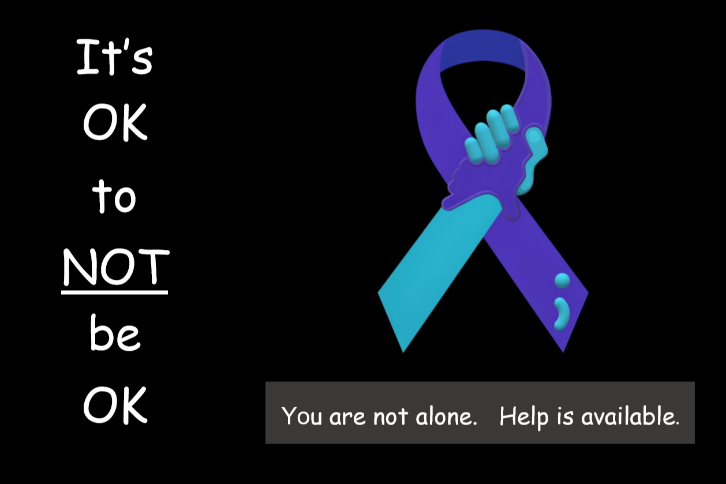 It's
OK
to
NOT
be
OK
;
You are not alone.   Help is available.